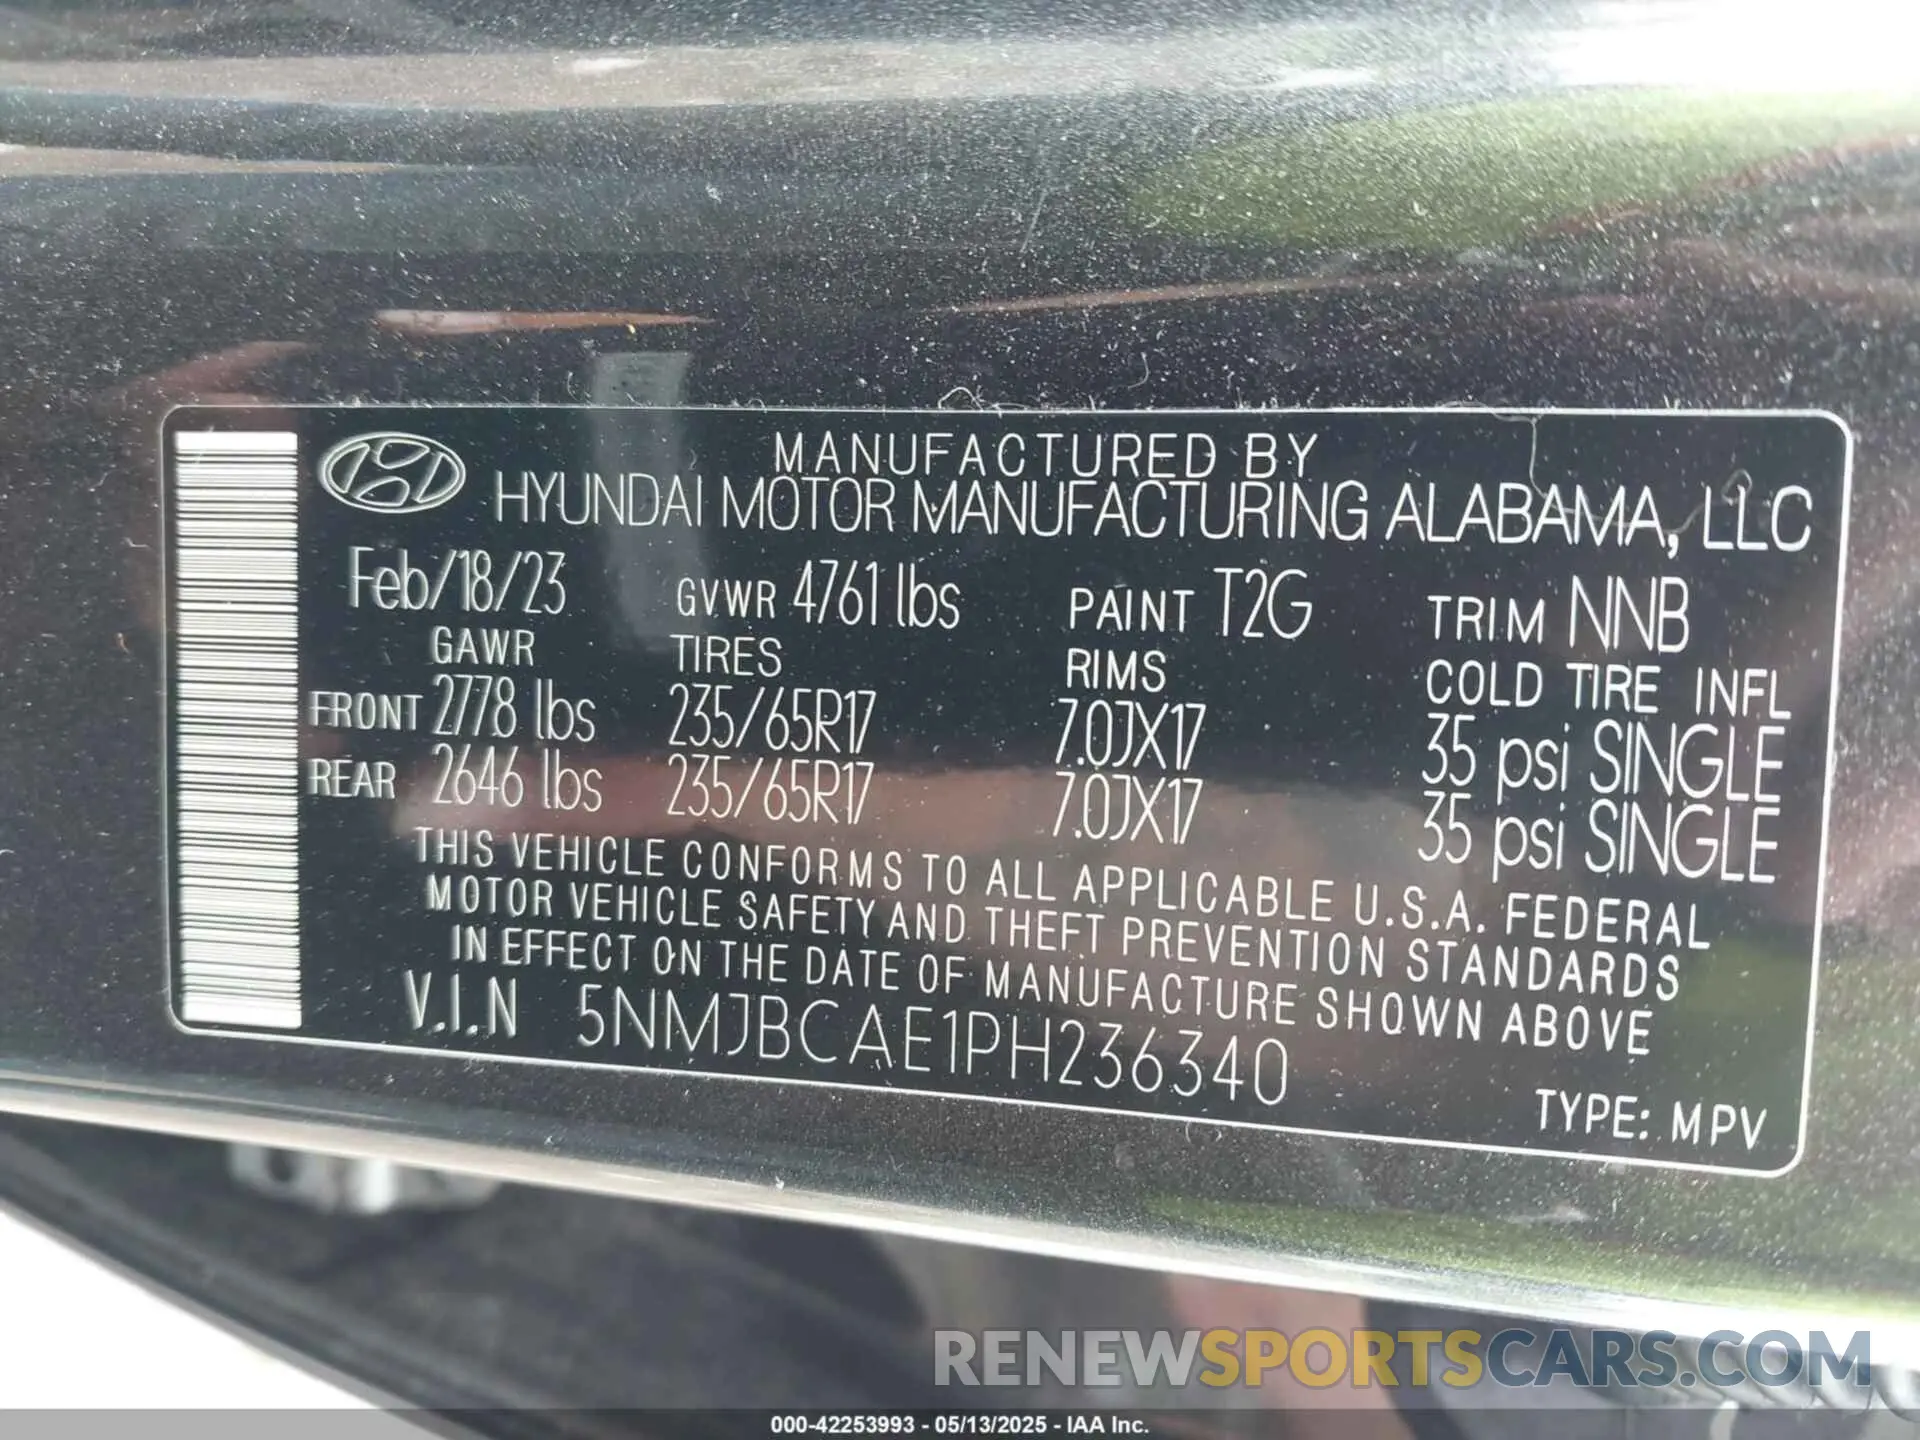 MANUFACTURED BY
HYUNDAI MOTOR MANUFACTURING ALABAMA, LLC
Feb/18/23 GVWR 4761 lbs PAINT T2G TRIM NNB
GAWR TIRES RIMS COLD TIRE INFL
FRONT 2778 lbs 235/65R17 7.0JX17 35 psi SINGLE
REAR 2646 lbs 235/65R17 7.0JX17 35 psi SINGLE
THIS VEHICLE CONFORMS TO ALL APPLICABLE U.S.A. FEDERAL
MOTOR VEHICLE SAFETY AND THEFT PREVENTION STANDARDS
IN EFFECT ON THE DATE OF MANUFACTURE SHOWN ABOVE
V.I.N 5NMJBCAE1PH236340
TYPE: MPV
RENEWSPORTSCARS.COM
000-42253993 - 05/13/2025 - IAA Inc.